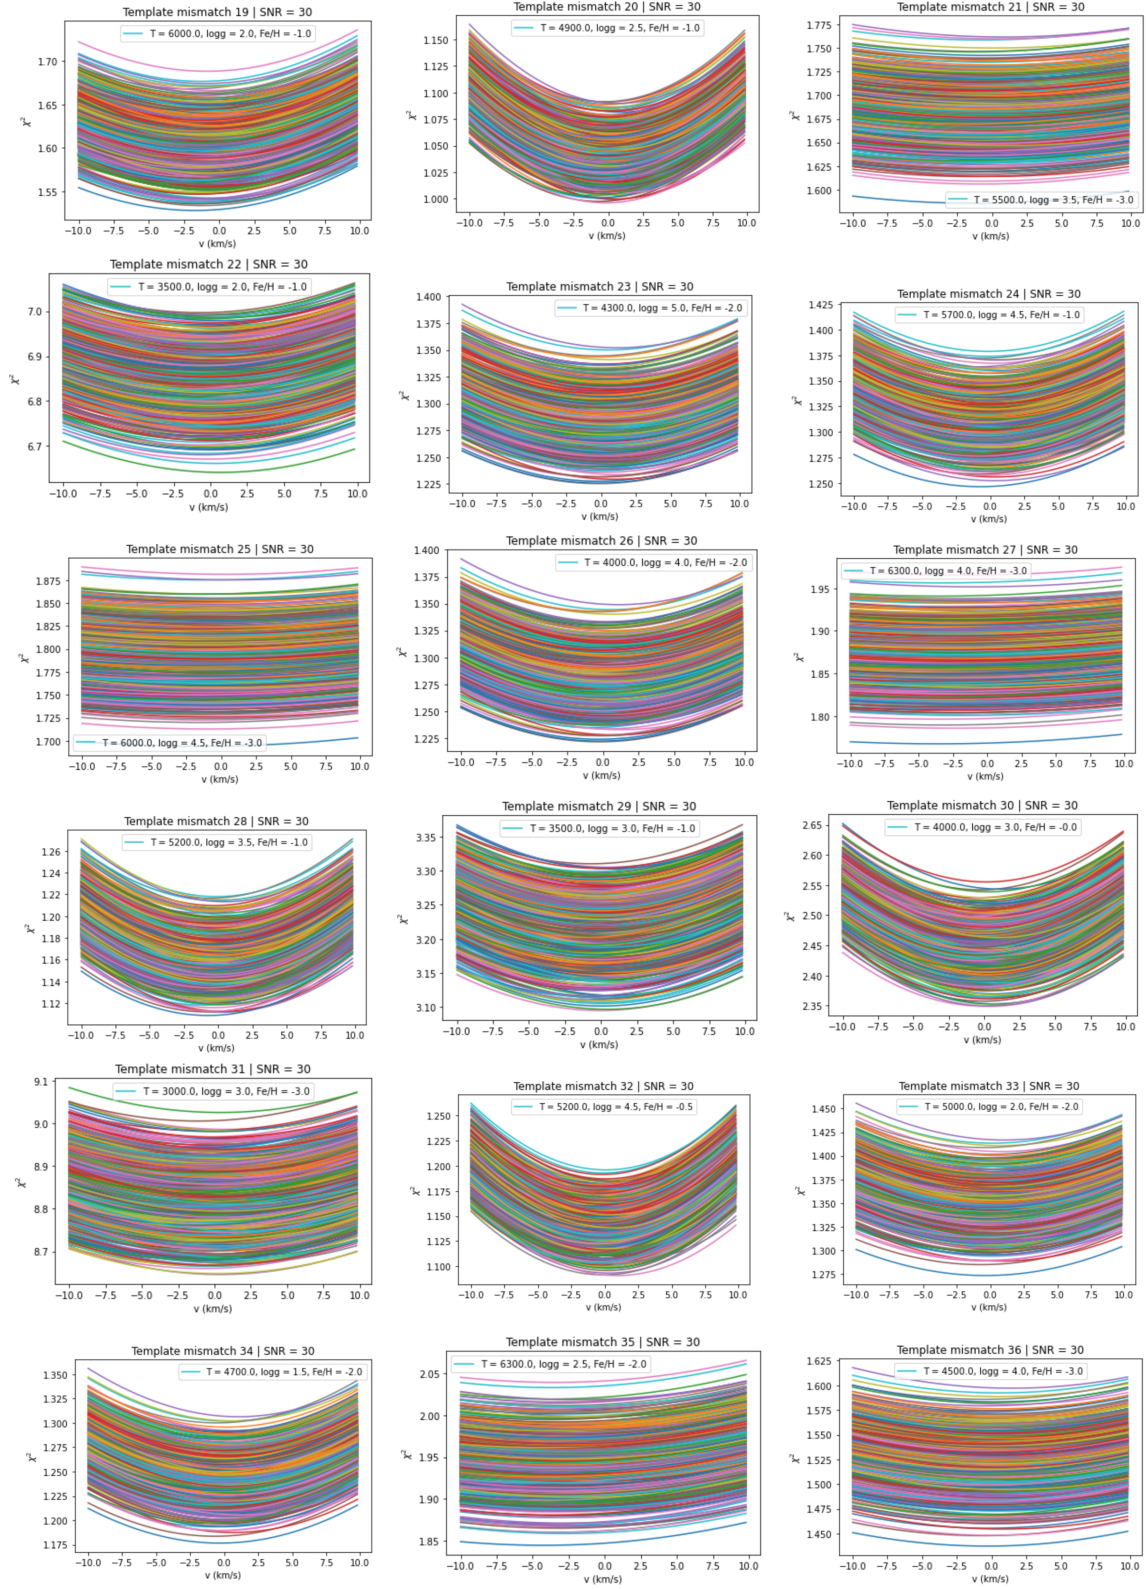 Template mismatch 19 | SNR = 30
T = 6000.0, logg = 2.0, Fe/H = -1.0
1.70
1.65
1.60
1.55
χ²
−10.0 −7.5 −5.0 −2.5 0.0 2.5 5.0 7.5 10.0
v (km/s)
Template mismatch 20 | SNR = 30
T = 4900.0, logg = 2.5, Fe/H = -1.0
1.150
1.125
1.100
1.075
1.050
1.025
1.000
χ²
−10.0 −7.5 −5.0 −2.5 0.0 2.5 5.0 7.5 10.0
v (km/s)
Template mismatch 21 | SNR = 30
1.775
1.750
1.725
1.700
1.675
1.650
1.625
1.600
χ²
T = 5500.0, logg = 3.5, Fe/H = -3.0
−10.0 −7.5 −5.0 −2.5 0.0 2.5 5.0 7.5 10.0
v (km/s)
Template mismatch 22 | SNR = 30
T = 3500.0, logg = 2.0, Fe/H = -1.0
7.0
6.9
6.8
6.7
χ²
−10.0 −7.5 −5.0 −2.5 0.0 2.5 5.0 7.5 10.0
v (km/s)
Template mismatch 23 | SNR = 30
T = 4300.0, logg = 5.0, Fe/H = -2.0
1.400
1.375
1.350
1.325
1.300
1.275
1.250
1.225
χ²
−10.0 −7.5 −5.0 −2.5 0.0 2.5 5.0 7.5 10.0
v (km/s)
Template mismatch 24 | SNR = 30
T = 5700.0, logg = 4.5, Fe/H = -1.0
1.425
1.400
1.375
1.350
1.325
1.300
1.275
1.250
χ²
−10.0 −7.5 −5.0 −2.5 0.0 2.5 5.0 7.5 10.0
v (km/s)
Template mismatch 25 | SNR = 30
1.875
1.850
1.825
1.800
1.775
1.750
1.725
1.700
χ²
T = 6000.0, logg = 4.5, Fe/H = -3.0
−10.0 −7.5 −5.0 −2.5 0.0 2.5 5.0 7.5 10.0
v (km/s)
Template mismatch 26 | SNR = 30
T = 4000.0, logg = 4.0, Fe/H = -2.0
1.400
1.375
1.350
1.325
1.300
1.275
1.250
1.225
χ²
−10.0 −7.5 −5.0 −2.5 0.0 2.5 5.0 7.5 10.0
v (km/s)
Template mismatch 27 | SNR = 30
T = 6300.0, logg = 4.0, Fe/H = -3.0
1.95
1.90
1.85
1.80
χ²
−10.0 −7.5 −5.0 −2.5 0.0 2.5 5.0 7.5 10.0
v (km/s)
Template mismatch 28 | SNR = 30
T = 5200.0, logg = 3.5, Fe/H = -1.0
1.26
1.24
1.22
1.20
1.18
1.16
1.14
1.12
χ²
−10.0 −7.5 −5.0 −2.5 0.0 2.5 5.0 7.5 10.0
v (km/s)
Template mismatch 29 | SNR = 30
T = 3500.0, logg = 3.0, Fe/H = -1.0
3.35
3.30
3.25
3.20
3.15
3.10
χ²
−10.0 −7.5 −5.0 −2.5 0.0 2.5 5.0 7.5 10.0
v (km/s)
Template mismatch 30 | SNR = 30
T = 4000.0, logg = 3.0, Fe/H = -0.0
2.65
2.60
2.55
2.50
2.45
2.40
2.35
χ²
−10.0 −7.5 −5.0 −2.5 0.0 2.5 5.0 7.5 10.0
v (km/s)
Template mismatch 31 | SNR = 30
T = 3000.0, logg = 3.0, Fe/H = -3.0
9.1
9.0
8.9
8.8
8.7
χ²
−10.0 −7.5 −5.0 −2.5 0.0 2.5 5.0 7.5 10.0
v (km/s)
Template mismatch 32 | SNR = 30
T = 5200.0, logg = 4.5, Fe/H = -0.5
1.250
1.225
1.200
1.175
1.150
1.125
1.100
χ²
−10.0 −7.5 −5.0 −2.5 0.0 2.5 5.0 7.5 10.0
v (km/s)
Template mismatch 33 | SNR = 30
T = 5000.0, logg = 2.0, Fe/H = -2.0
1.450
1.425
1.400
1.375
1.350
1.325
1.300
1.275
χ²
−10.0 −7.5 −5.0 −2.5 0.0 2.5 5.0 7.5 10.0
v (km/s)
Template mismatch 34 | SNR = 30
T = 4700.0, logg = 1.5, Fe/H = -2.0
1.350
1.325
1.300
1.275
1.250
1.225
1.200
1.175
χ²
−10.0 −7.5 −5.0 −2.5 0.0 2.5 5.0 7.5 10.0
v (km/s)
Template mismatch 35 | SNR = 30
T = 6300.0, logg = 2.5, Fe/H = -2.0
2.05
2.00
1.95
1.90
1.85
χ²
−10.0 −7.5 −5.0 −2.5 0.0 2.5 5.0 7.5 10.0
v (km/s)
Template mismatch 36 | SNR = 30
T = 4500.0, logg = 4.0, Fe/H = -3.0
1.625
1.600
1.575
1.550
1.525
1.500
1.475
1.450
χ²
−10.0 −7.5 −5.0 −2.5 0.0 2.5 5.0 7.5 10.0
v (km/s)